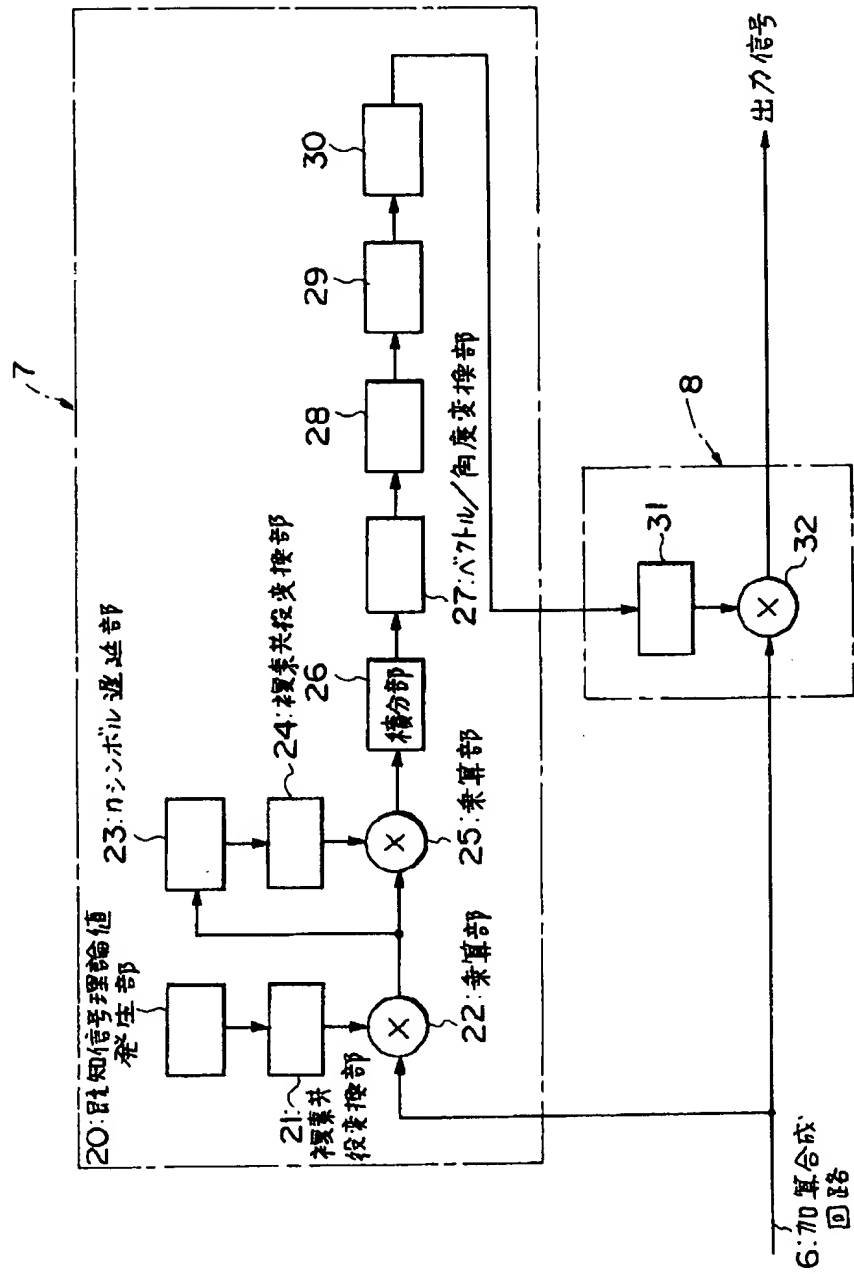 7
20:既知信号理論値
発生部
23:nシンボル遅延部
21:
複素共
役変換部
24:複素共役変換部
22:乗算部
25:乗算部
26
積分部
27:ベクトル/角度変換部
28
29
30
8
31
32
6:加算合成
回路
出力信号